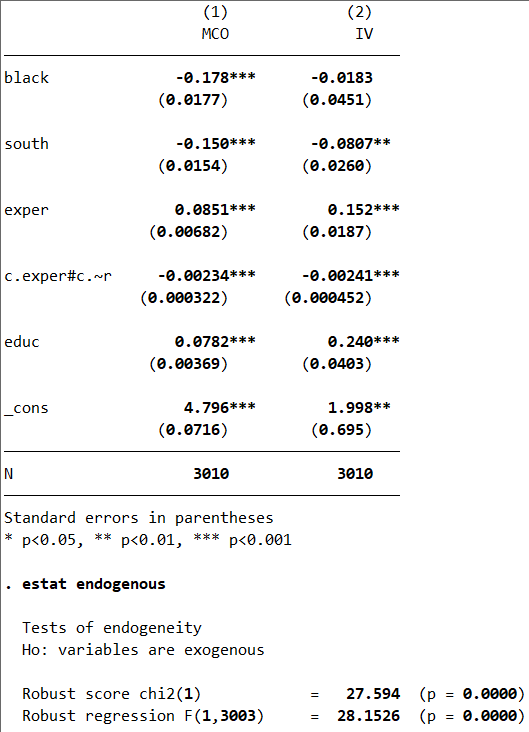 (1) (2)
MCO IV
black -0.178*** -0.0183
(0.0177) (0.0451)
south -0.150*** -0.0807**
(0.0154) (0.0260)
exper 0.0851*** 0.152***
(0.00682) (0.0187)
c.exper#c.~r -0.00234*** -0.00241***
(0.000322) (0.000452)
educ 0.0782*** 0.240***
(0.00369) (0.0403)
_cons 4.796*** 1.998**
(0.0716) (0.695)
N 3010 3010
Standard errors in parentheses
* p<0.05, ** p<0.01, *** p<0.001
. estat endogenous
Tests of endogeneity
Ho: variables are exogenous
Robust score chi2(1) = 27.594 (p = 0.0000)
Robust regression F(1,3003) = 28.1526 (p = 0.0000)